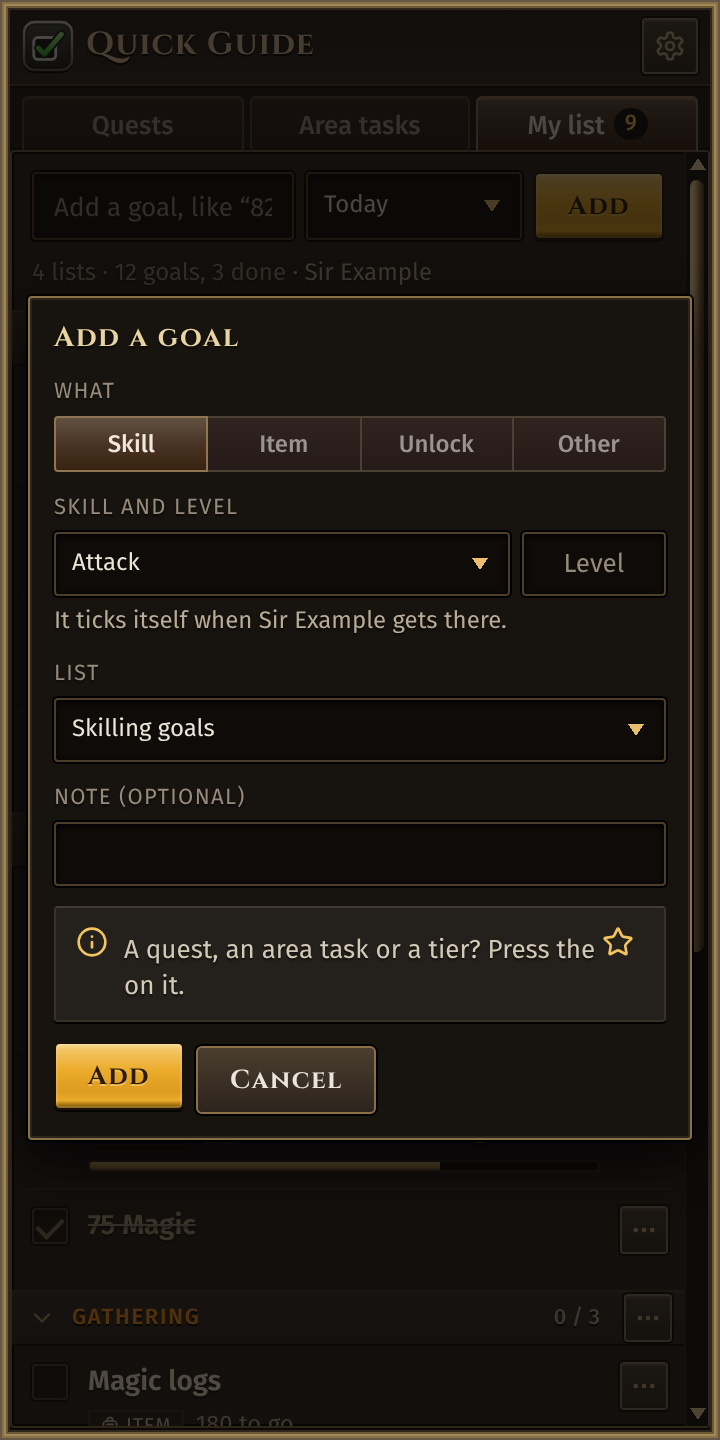 Quick Guide
Quests
Area tasks
My list 9
Add a goal, like “82
Today
Add
4 lists · 12 goals, 3 done · Sir Example
Add a goal
WHAT
Skill
Item
Unlock
Other
SKILL AND LEVEL
Attack
Level
It ticks itself when Sir Example gets there.
LIST
Skilling goals
NOTE (OPTIONAL)
A quest, an area task or a tier? Press the
on it.
Add
Cancel
75 Magic
GATHERING
0 / 3
Magic logs
ITEM
180 to go